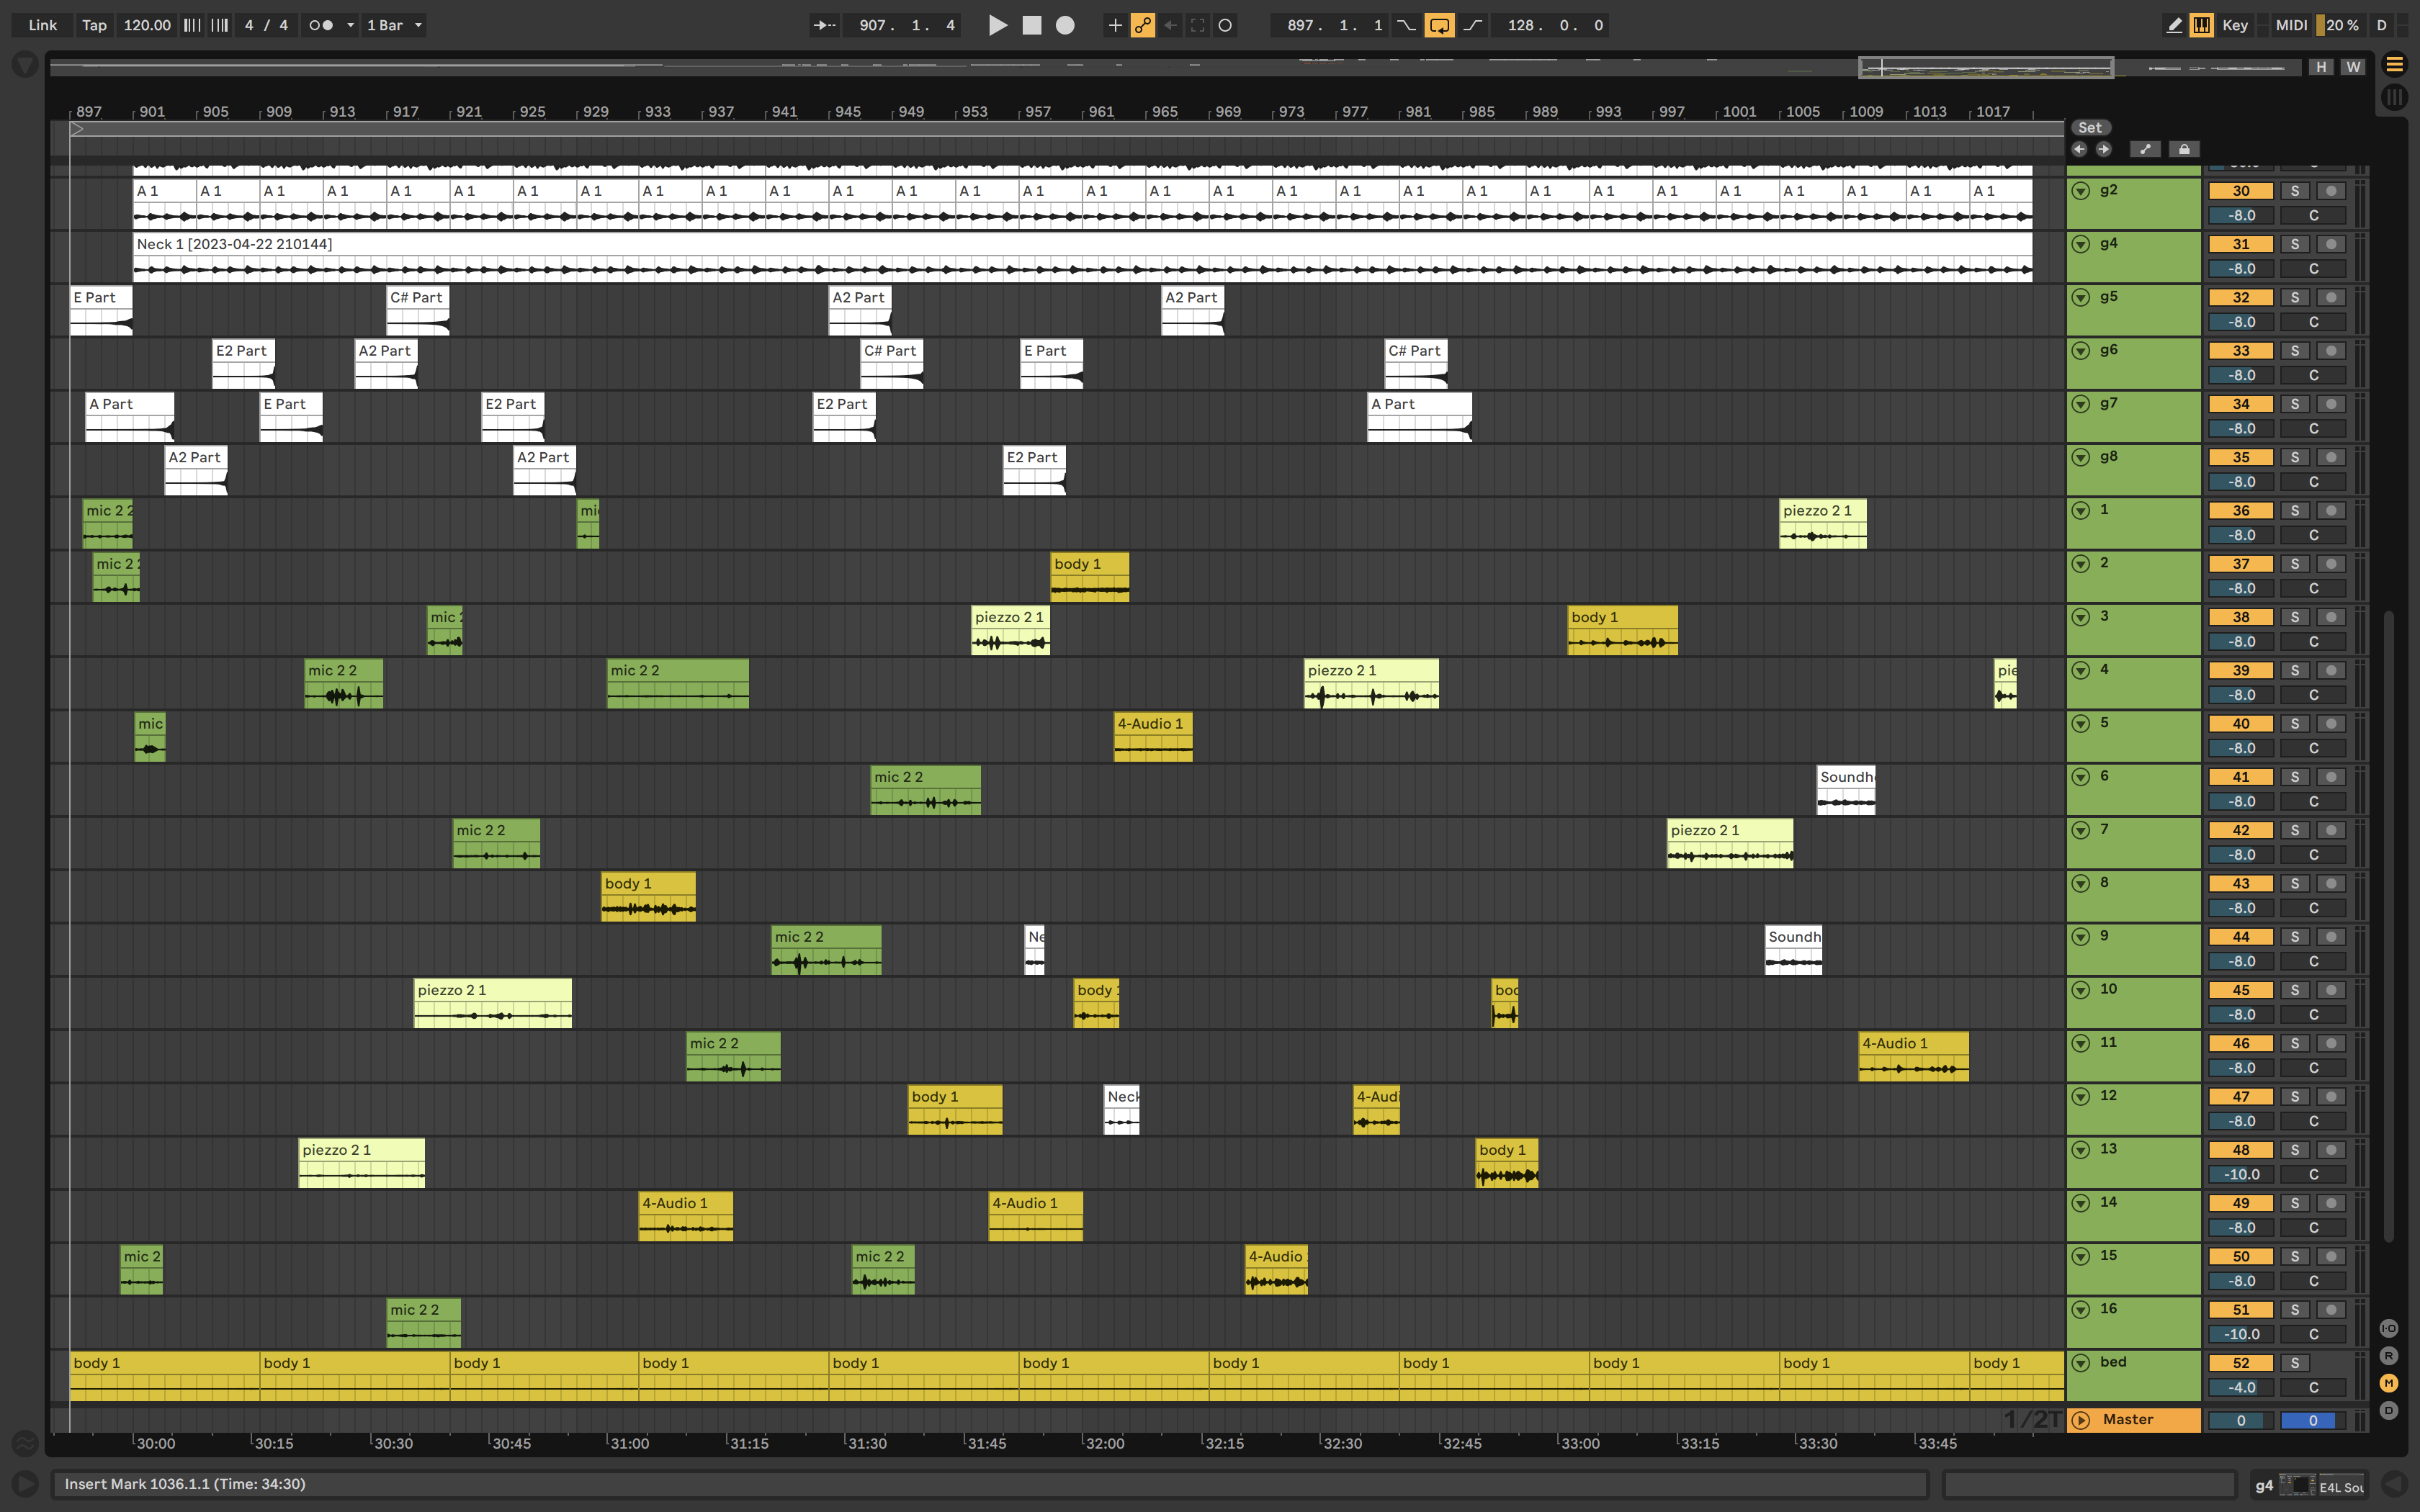 Link Tap 120.00 4 / 4 1 Bar 907. 1. 4 897. 1. 1 128. 0. 0 Key MIDI 20 % D
H W
897 901 905 909 913 917 921 925 929 933 937 941 945 949 953 957 961 965 969 973 977 981 985 989 993 997 1001 1005 1009 1013 1017
Set
A 1 A 1 A 1 A 1 A 1 A 1 A 1 A 1 A 1 A 1 A 1 A 1 A 1 A 1 A 1 A 1 A 1 A 1 A 1 A 1 A 1 A 1 A 1 A 1 A 1 A 1 A 1 A 1 A 1 A 1 g2 30 S
-8.0 C
Neck 1 [2023-04-22 210144] g4 31 S
-8.0 C
E Part C# Part A2 Part A2 Part g5 32 S
-8.0 C
E2 Part A2 Part C# Part E Part C# Part g6 33 S
-8.0 C
A Part E Part E2 Part E2 Part A Part g7 34 S
-8.0 C
A2 Part A2 Part E2 Part g8 35 S
-8.0 C
mic 2 2 mic piezzo 2 1 1 36 S
-8.0 C
mic 2 2 body 1 2 37 S
-8.0 C
mic 2 piezzo 2 1 body 1 3 38 S
-8.0 C
mic 2 2 mic 2 2 piezzo 2 1 pie 4 39 S
-8.0 C
mic 4-Audio 1 5 40 S
-8.0 C
mic 2 2 Soundh 6 41 S
-8.0 C
mic 2 2 piezzo 2 1 7 42 S
-8.0 C
body 1 8 43 S
-8.0 C
mic 2 2 Ne Soundh 9 44 S
-8.0 C
piezzo 2 1 body 1 bod 10 45 S
-8.0 C
mic 2 2 4-Audio 1 11 46 S
-8.0 C
body 1 Neck 4-Audi 12 47 S
-8.0 C
piezzo 2 1 body 1 13 48 S
-10.0 C
4-Audio 1 4-Audio 1 14 49 S
-8.0 C
mic 2 mic 2 2 4-Audio 15 50 S
-8.0 C
mic 2 2 16 51 S
-10.0 C
I·O
R
body 1 body 1 body 1 body 1 body 1 body 1 body 1 body 1 body 1 body 1 body 1 bed 52 S
-4.0 C M
D
1/2T Master 0 0
30:00 30:15 30:30 30:45 31:00 31:15 31:30 31:45 32:00 32:15 32:30 32:45 33:00 33:15 33:30 33:45
Insert Mark 1036.1.1 (Time: 34:30) g4 E4L Sou